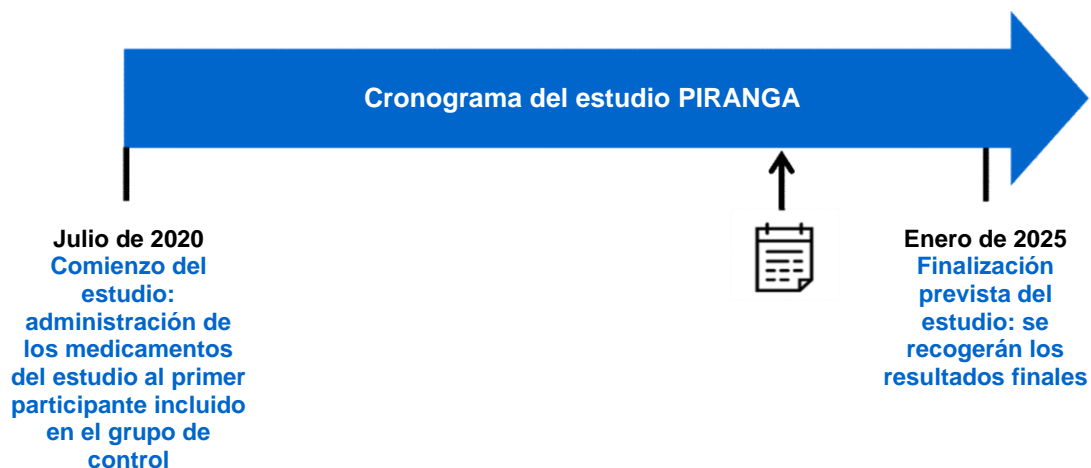 Cronograma del estudio PIRANGA
Julio de 2020
Comienzo del
estudio:
administración de
los medicamentos
del estudio al primer
participante incluido
en el grupo de
control
Enero de 2025
Finalización
prevista del
estudio: se
recogerán los
resultados finales